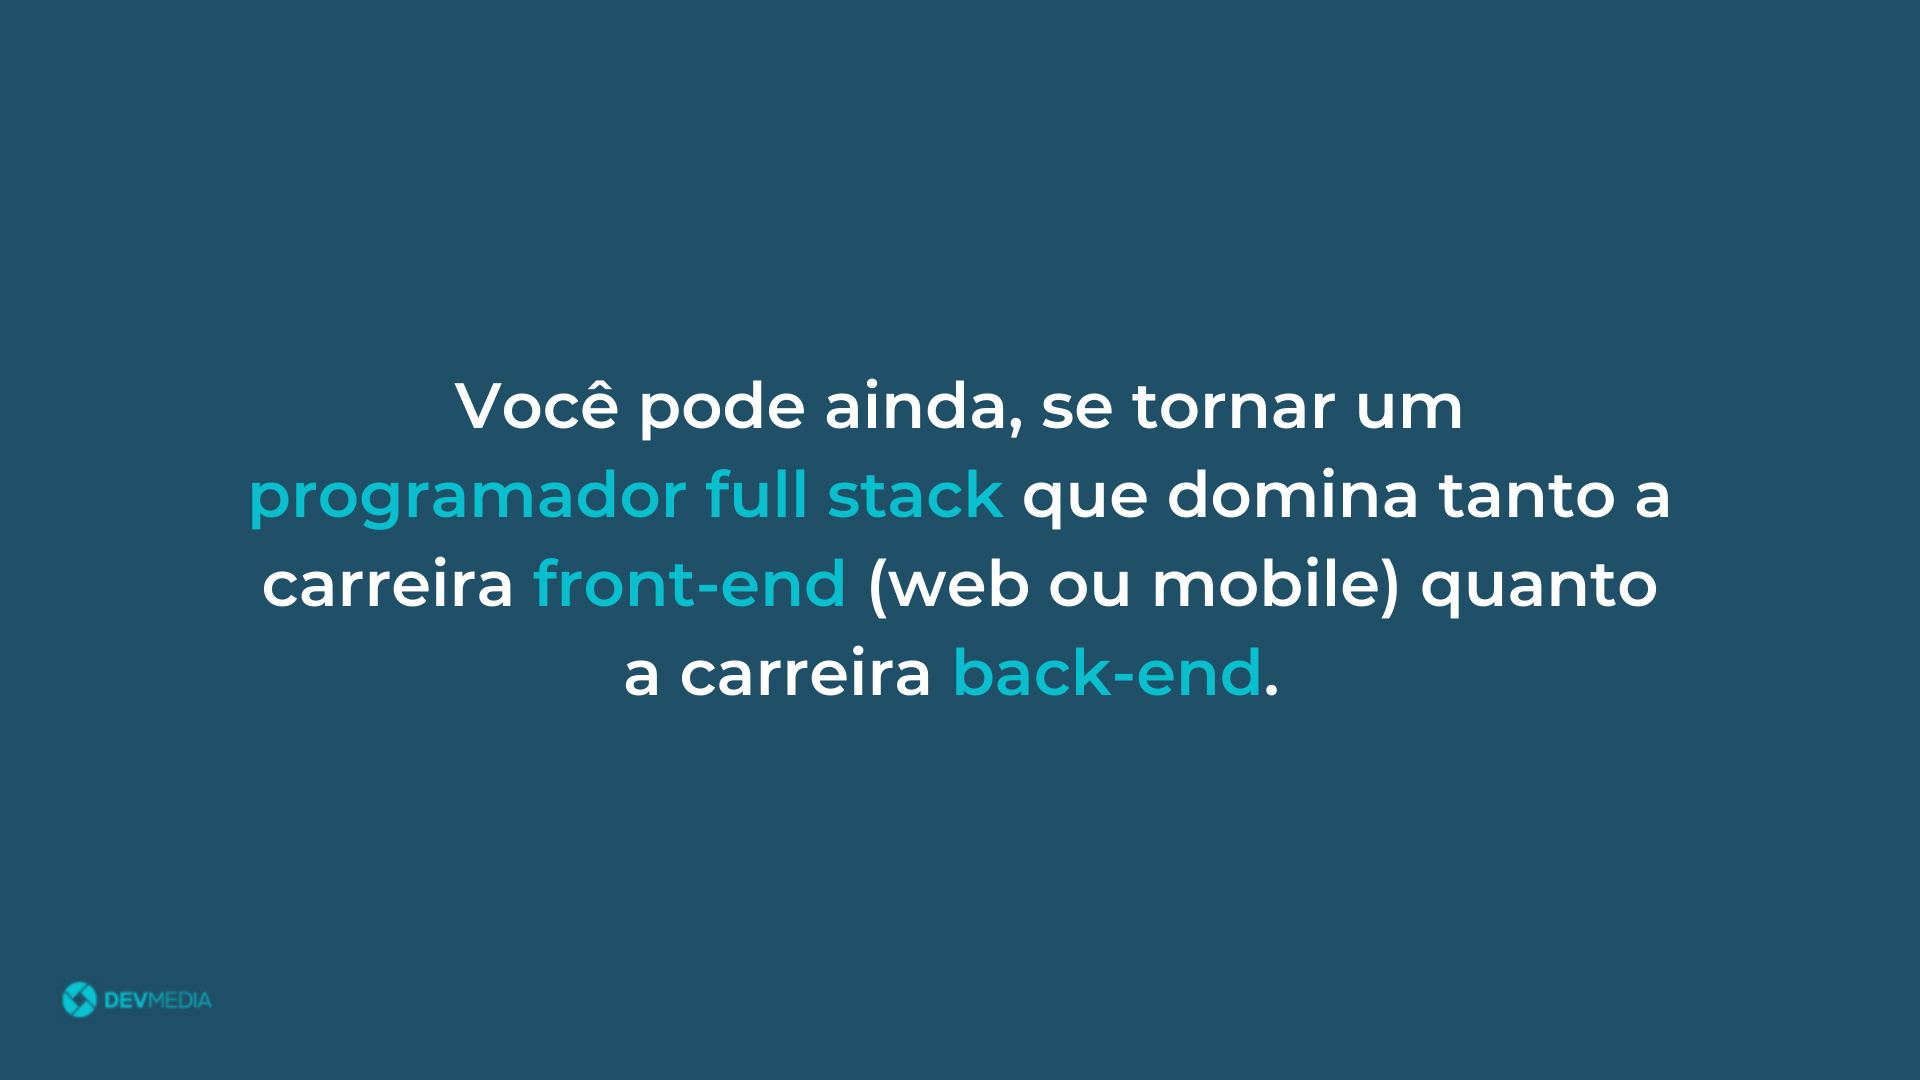 Você pode ainda, se tornar um
programador full stack que domina tanto a
carreira front-end (web ou mobile) quanto
a carreira back-end.
DEVMEDIA